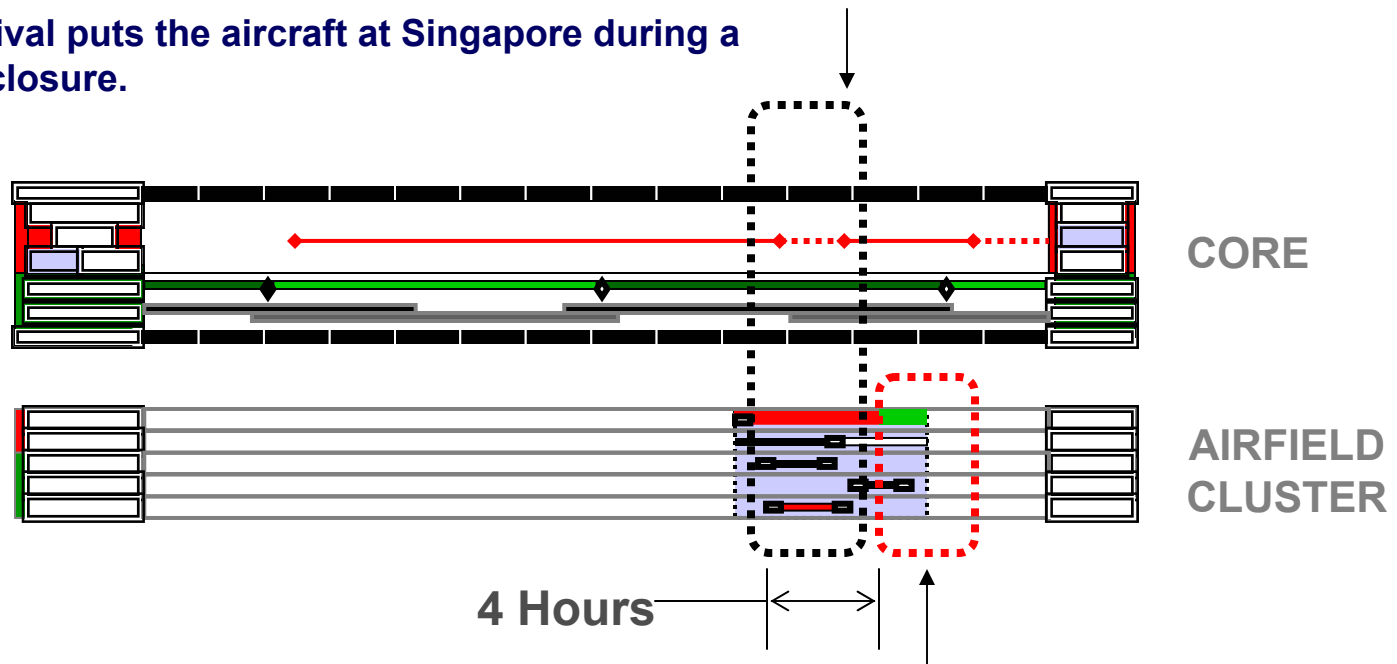 ival puts the aircraft at Singapore during a
closure.
CORE
AIRFIELD
CLUSTER
4 Hours